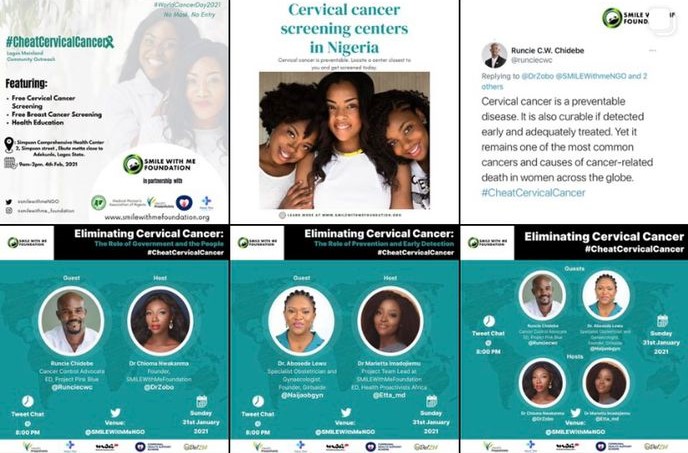 #WorldCancerDay2021
No Mask, No Entry
#CheatCervicalCancer
Lagos Mainland
Community Outreach
Featuring:
• Free Cervical Cancer
Screening
• Free Breast Cancer Screening
• Health Education
Simpson Comprehensive Health Center
2, Simpson street, Ebute metta close to
Adekunle, Lagos State.
9am-3pm, 4th Feb, 2021
SMILE WITH ME
FOUNDATION
in partnership with
@smilewithmeNGO
@smilewithme_foundation
www.smilewithmefoundation.org
Cervical cancer
screening centers
in Nigeria
Cervical cancer is preventable. Locate a center closest to
you and get screened today.
LEARN MORE AT WWW.SMILEWITHMEFOUNDATION.ORG
SMILE W
FOUN
Runcie C.W. Chidebe
@runciecwc
Replying to @DrZobo @SMILEWithmeNGO and 2
others
Cervical cancer is a preventable
disease. It is also curable if detected
early and adequately treated. Yet it
remains one of the most common
cancers and causes of cancer-related
death in women across the globe.
#CheatCervicalCancer
SMILE WITH ME
FOUNDATION
Eliminating Cervical Cancer:
The Role of Government and the People
#CheatCervicalCancer
Guest
Host
Runcie Chidebe
Cancer Control Advocate
ED, Project Pink Blue
@Runciecwc
Dr Chioma Nwakanma
Founder,
SMILEWithMeFoundation
@DrZobo
Tweet Chat
@
8:00 PM
Venue:
@SMILEWithMeNGO
Sunday
31st January
2021
SMILE WITH ME
FOUNDATION
Eliminating Cervical Cancer:
The Role of Prevention and Early Detection
#CheatCervicalCancer
Guest
Host
Dr. Abosede Lewu
Specialist Obstetrician and
Gynaecologist,
Founder, Girlsaide
@Naijaobgyn
Dr Marietta Imadojiemu
Project Team Lead at
SMILEWithMeFoundation
ED, Health Proactivists Africa
@Etta_md
Tweet Chat
@
8:00 PM
Venue:
@SMILEWithMeNGO
Sunday
31st January
2021
SMILE WITH ME
FOUNDATION
Eliminating Cervical Cancer
#CheatCervicalCancer
Guests
Runcie Chidebe
Cancer Control Advocate
ED, Project Pink Blue
@Runciecwc
Dr. Abosede Lewu
Specialist Obstetrician and
Gynaecologist,
@Naijaobgyn
Hosts
Dr Chioma Nwakanma
@DrZobo
@Etta_md
Tweet Chat
@
8:00 PM
Sunday
31st January
2021
Venue:
@SMILEWithMeNGO